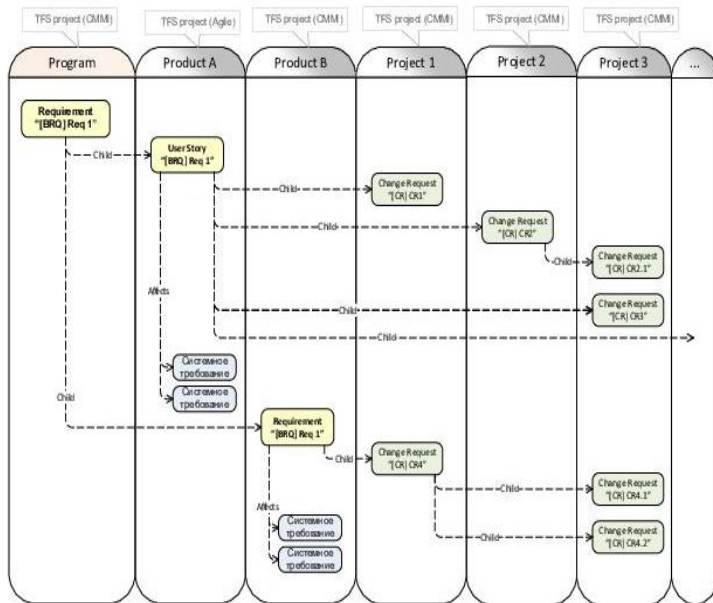 TFS project (CMMI)
TFS project (Agile)
TFS project (CMMI)
TFS project (CMMI)
TFS project (CMMI)
TFS project (CMMI)
Program
Product A
Product B
Project 1
Project 2
Project 3
...
Requirement
"[BRQ] Req 1"
Child
User Story
"[BRQ] Req 1"
Child
Change Request
"[CR] CR1"
Child
Change Request
"[CR] CR2"
Child
Change Request
"[CR] CR2.1"
Affects
Child
Change Request
"[CR] CR3"
Child
Системное
требование
Системное
требование
Child
Requirement
"[BRQ] Req 1"
Child
Change Request
"[CR] CR4"
Child
Change Request
"[CR] CR4.1"
Affects
Системное
требование
Child
Change Request
"[CR] CR4.2"
Системное
требование